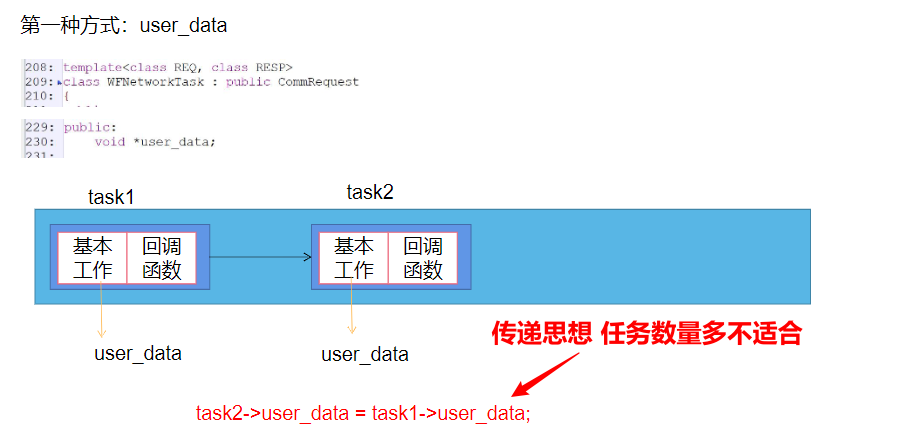 第一种方式：user_data
208: template<class REQ, class RESP>
209: class WFNetworkTask : public CommRequest
210: {
229: public:
230: void *user_data;
231:
task1
task2
基本
工作
回调
函数
基本
工作
回调
函数
user_data
user_data
传递思想 任务数量多不适合
task2->user_data = task1->user_data;